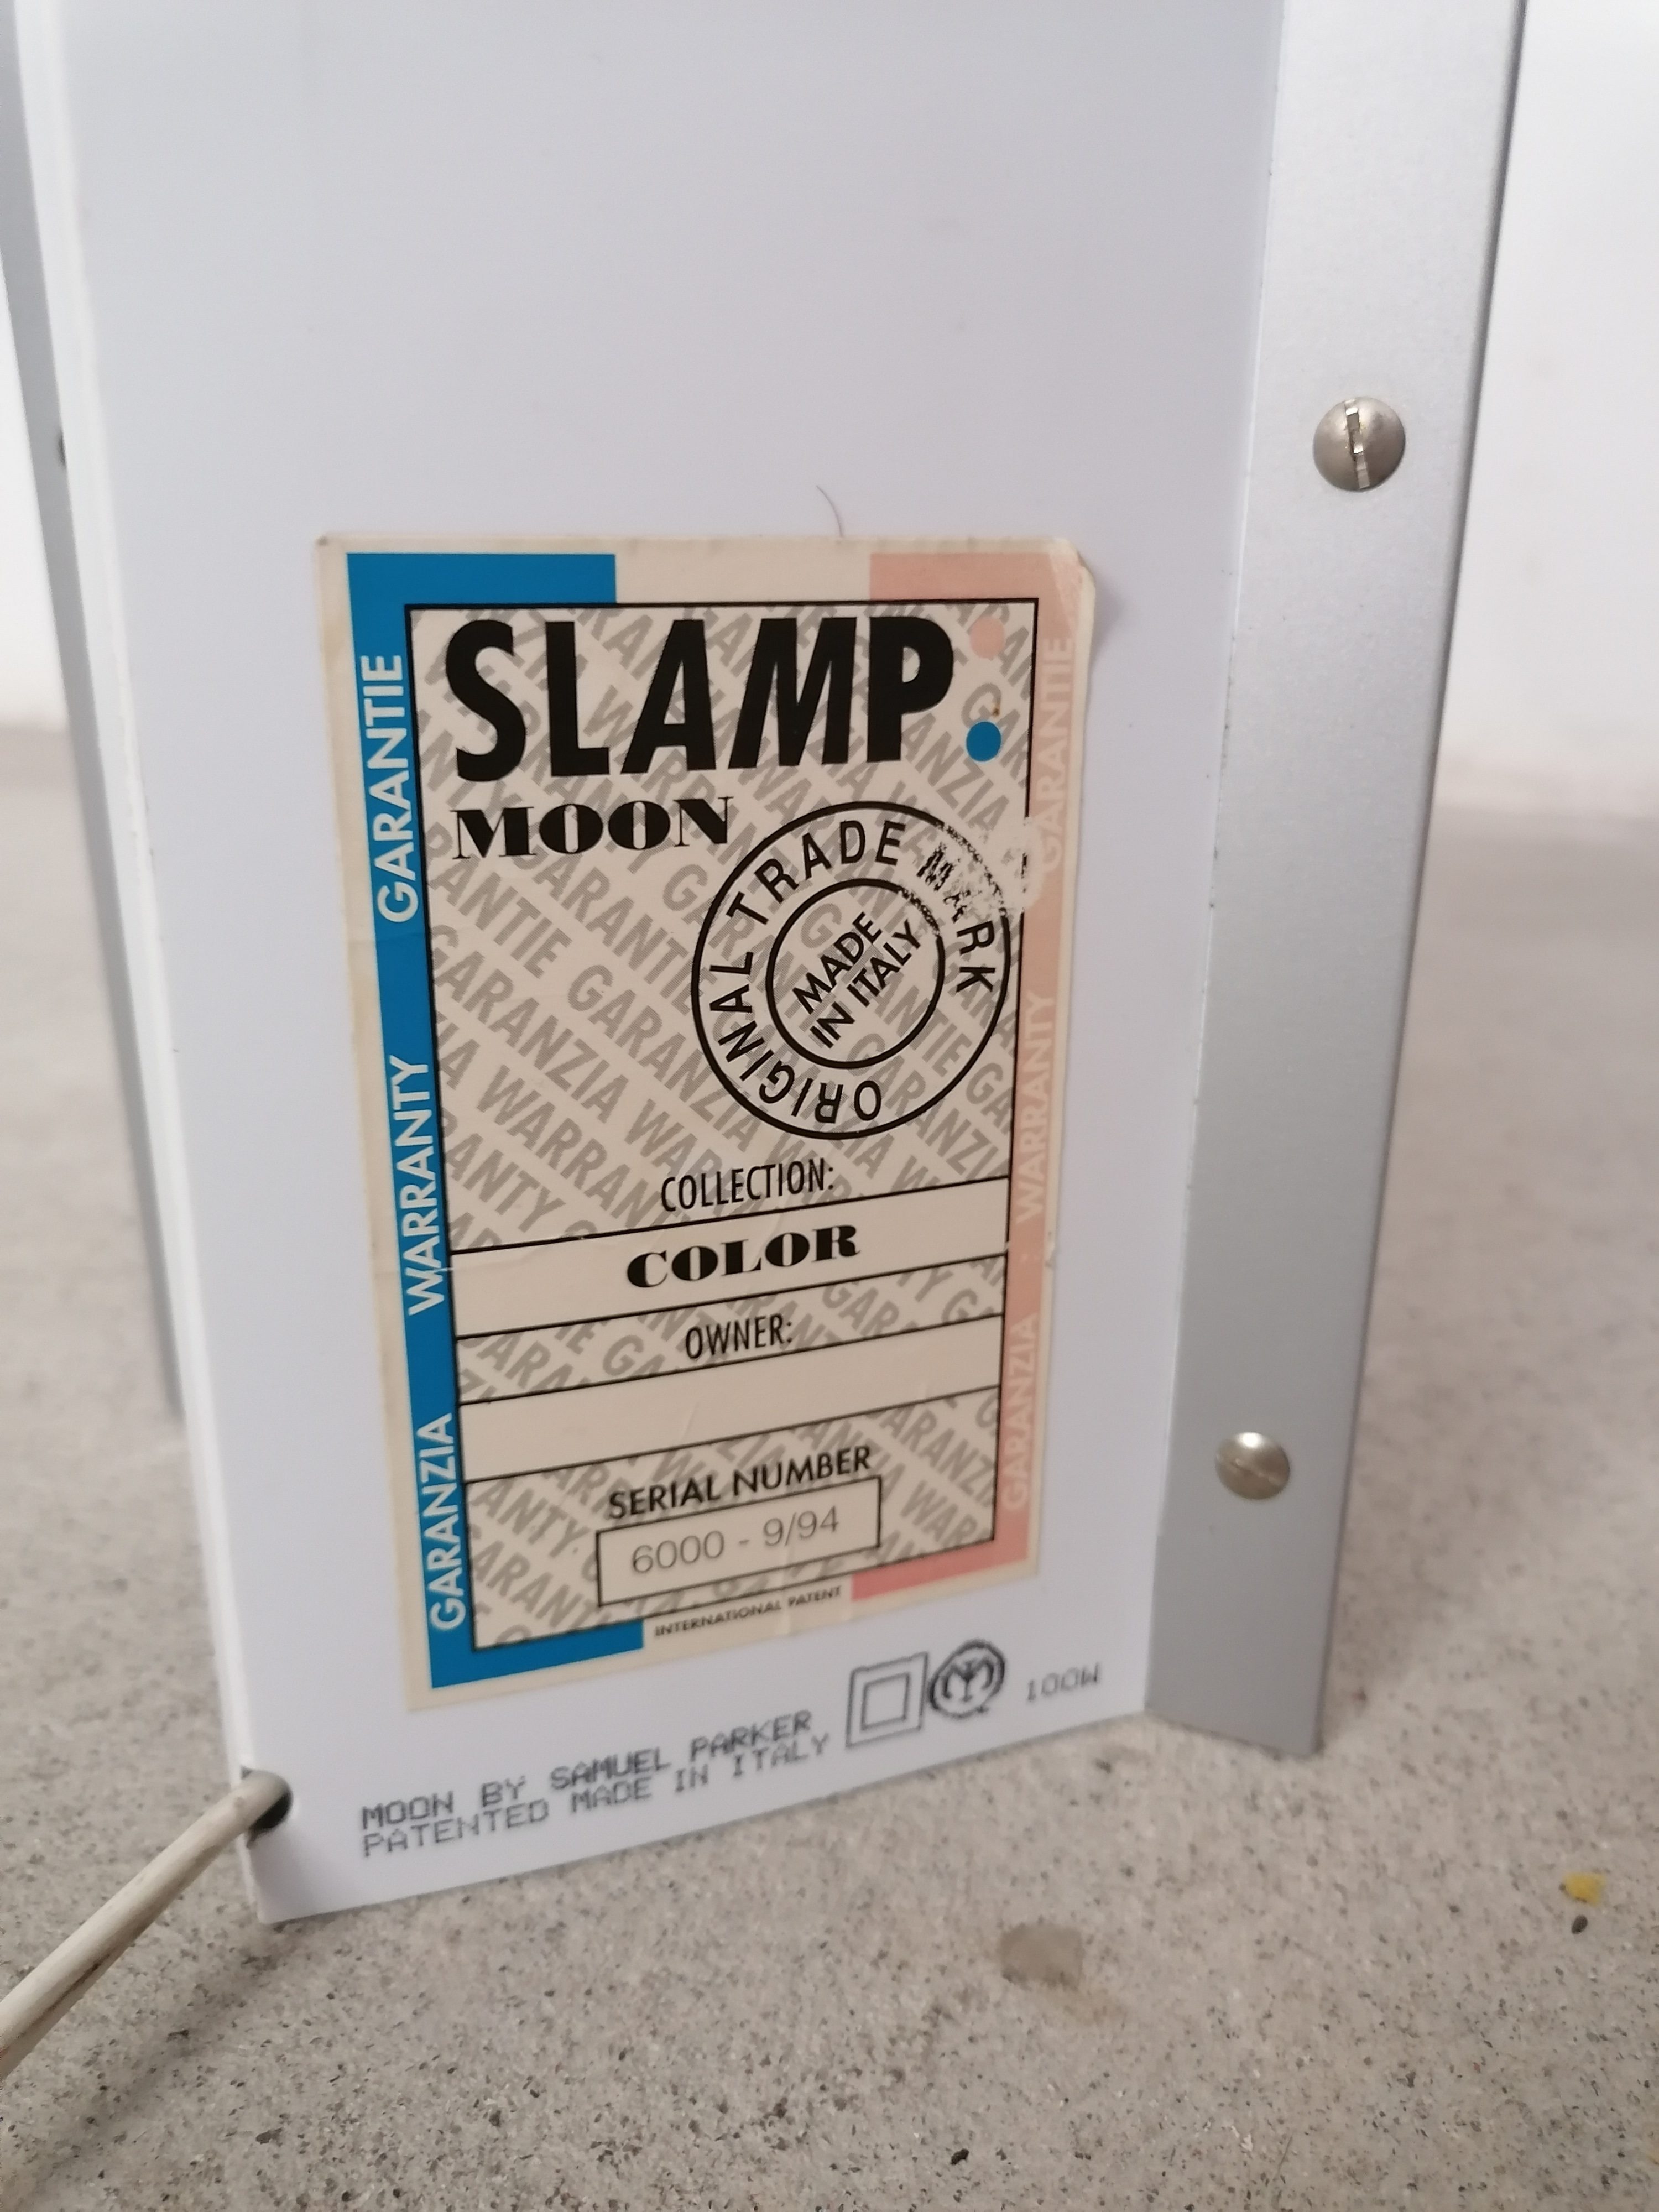 SLAMP
MOON
ORIGINAL TRADE MARK
MADE
IN ITALY
COLLECTION:
COLOR
OWNER:
SERIAL NUMBER
6000 - 9/94
INTERNATIONAL PATENT
GARANZIA WARRANTY GARANTIE
GARANZIA : WARRANTY GARANTIE
MOON BY SAMUEL PARKER
PATENTED MADE IN ITALY
100W